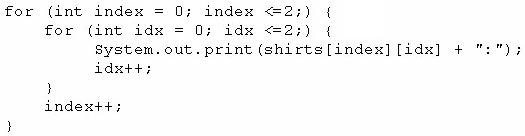 for (int index = 0; index <=2;) {
for (int idx = 0; idx <=2;) {
System.out.print(shirts[index][idx] + ":");
idx++;
}
index++;
}